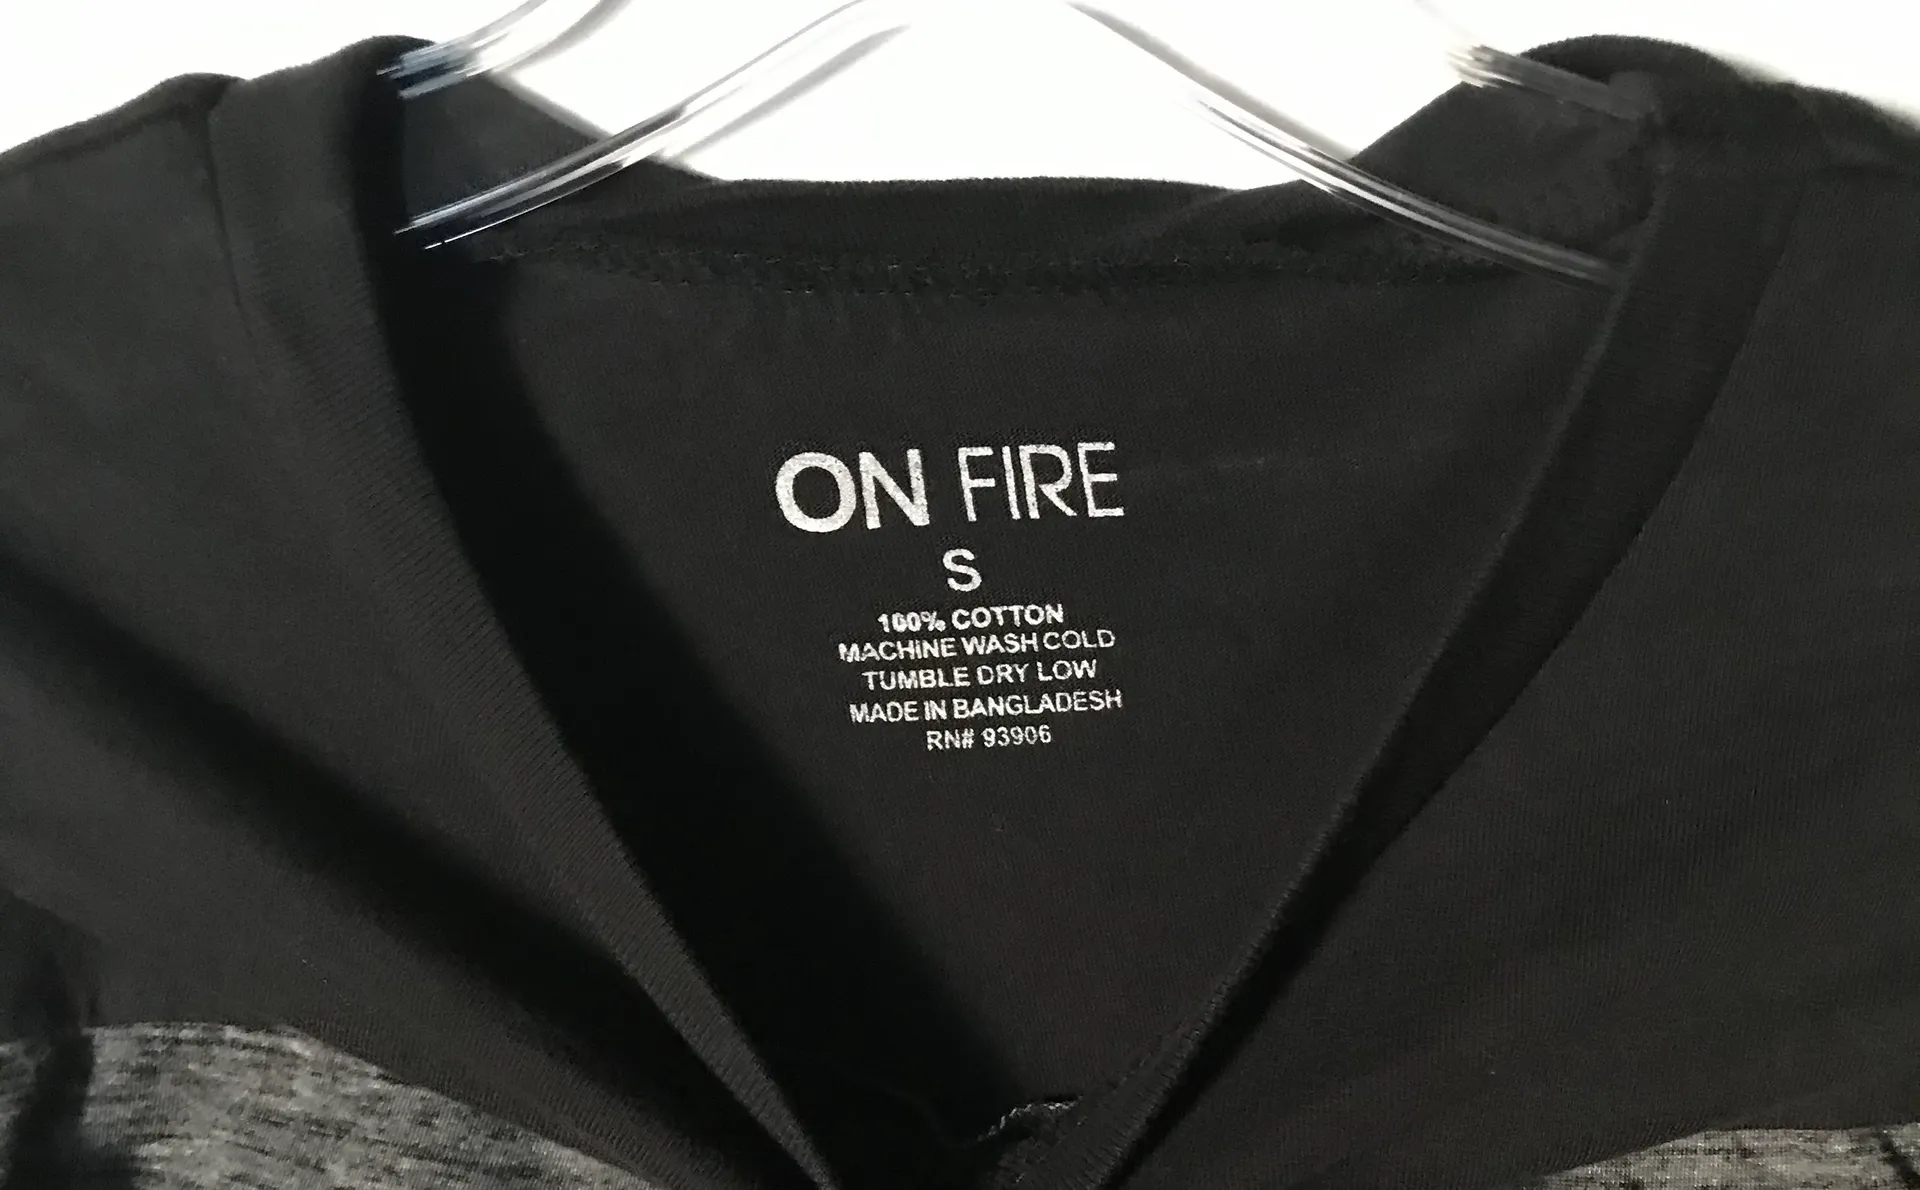 ON FIRE
S
100% COTTON
MACHINE WASH COLD
TUMBLE DRY LOW
MADE IN BANGLADESH
RN# 93906